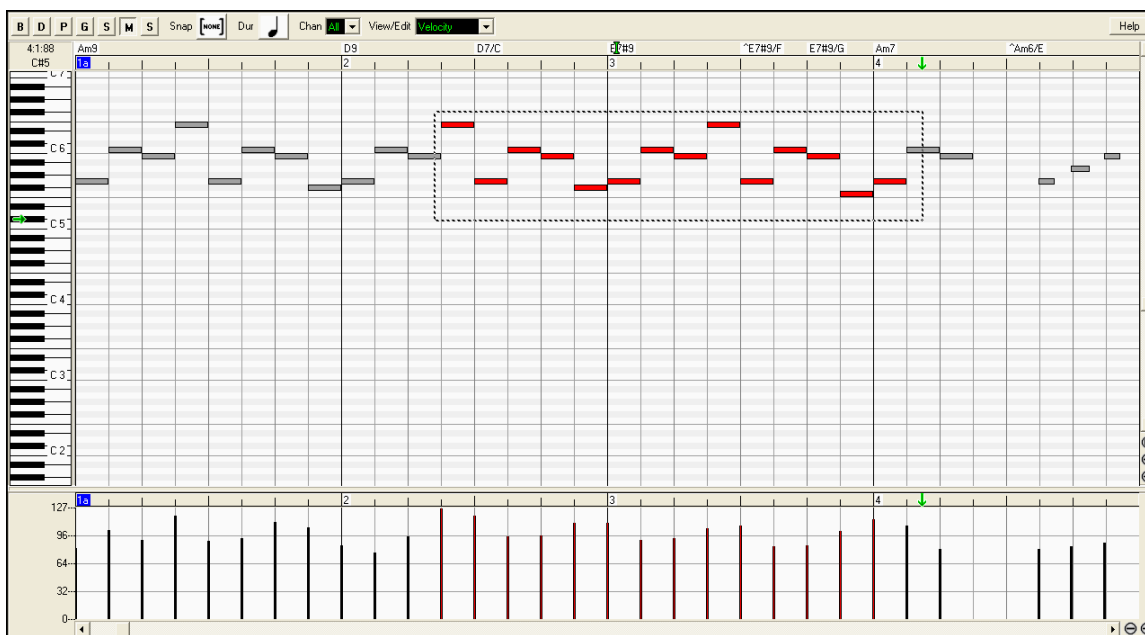 B D P G S M S Snap [NONE] Dur Chan All View/Edit Velocity Help
4:1:88 Am9 D9 D7/C E7#9 ^E7#9/F E7#9/G Am7 ^Am6/E
C#5 1a 2 3 4
C 7
C 6
C 5
C 4
C 3
C 2
1a 2 3 4
127
96
64
32
0